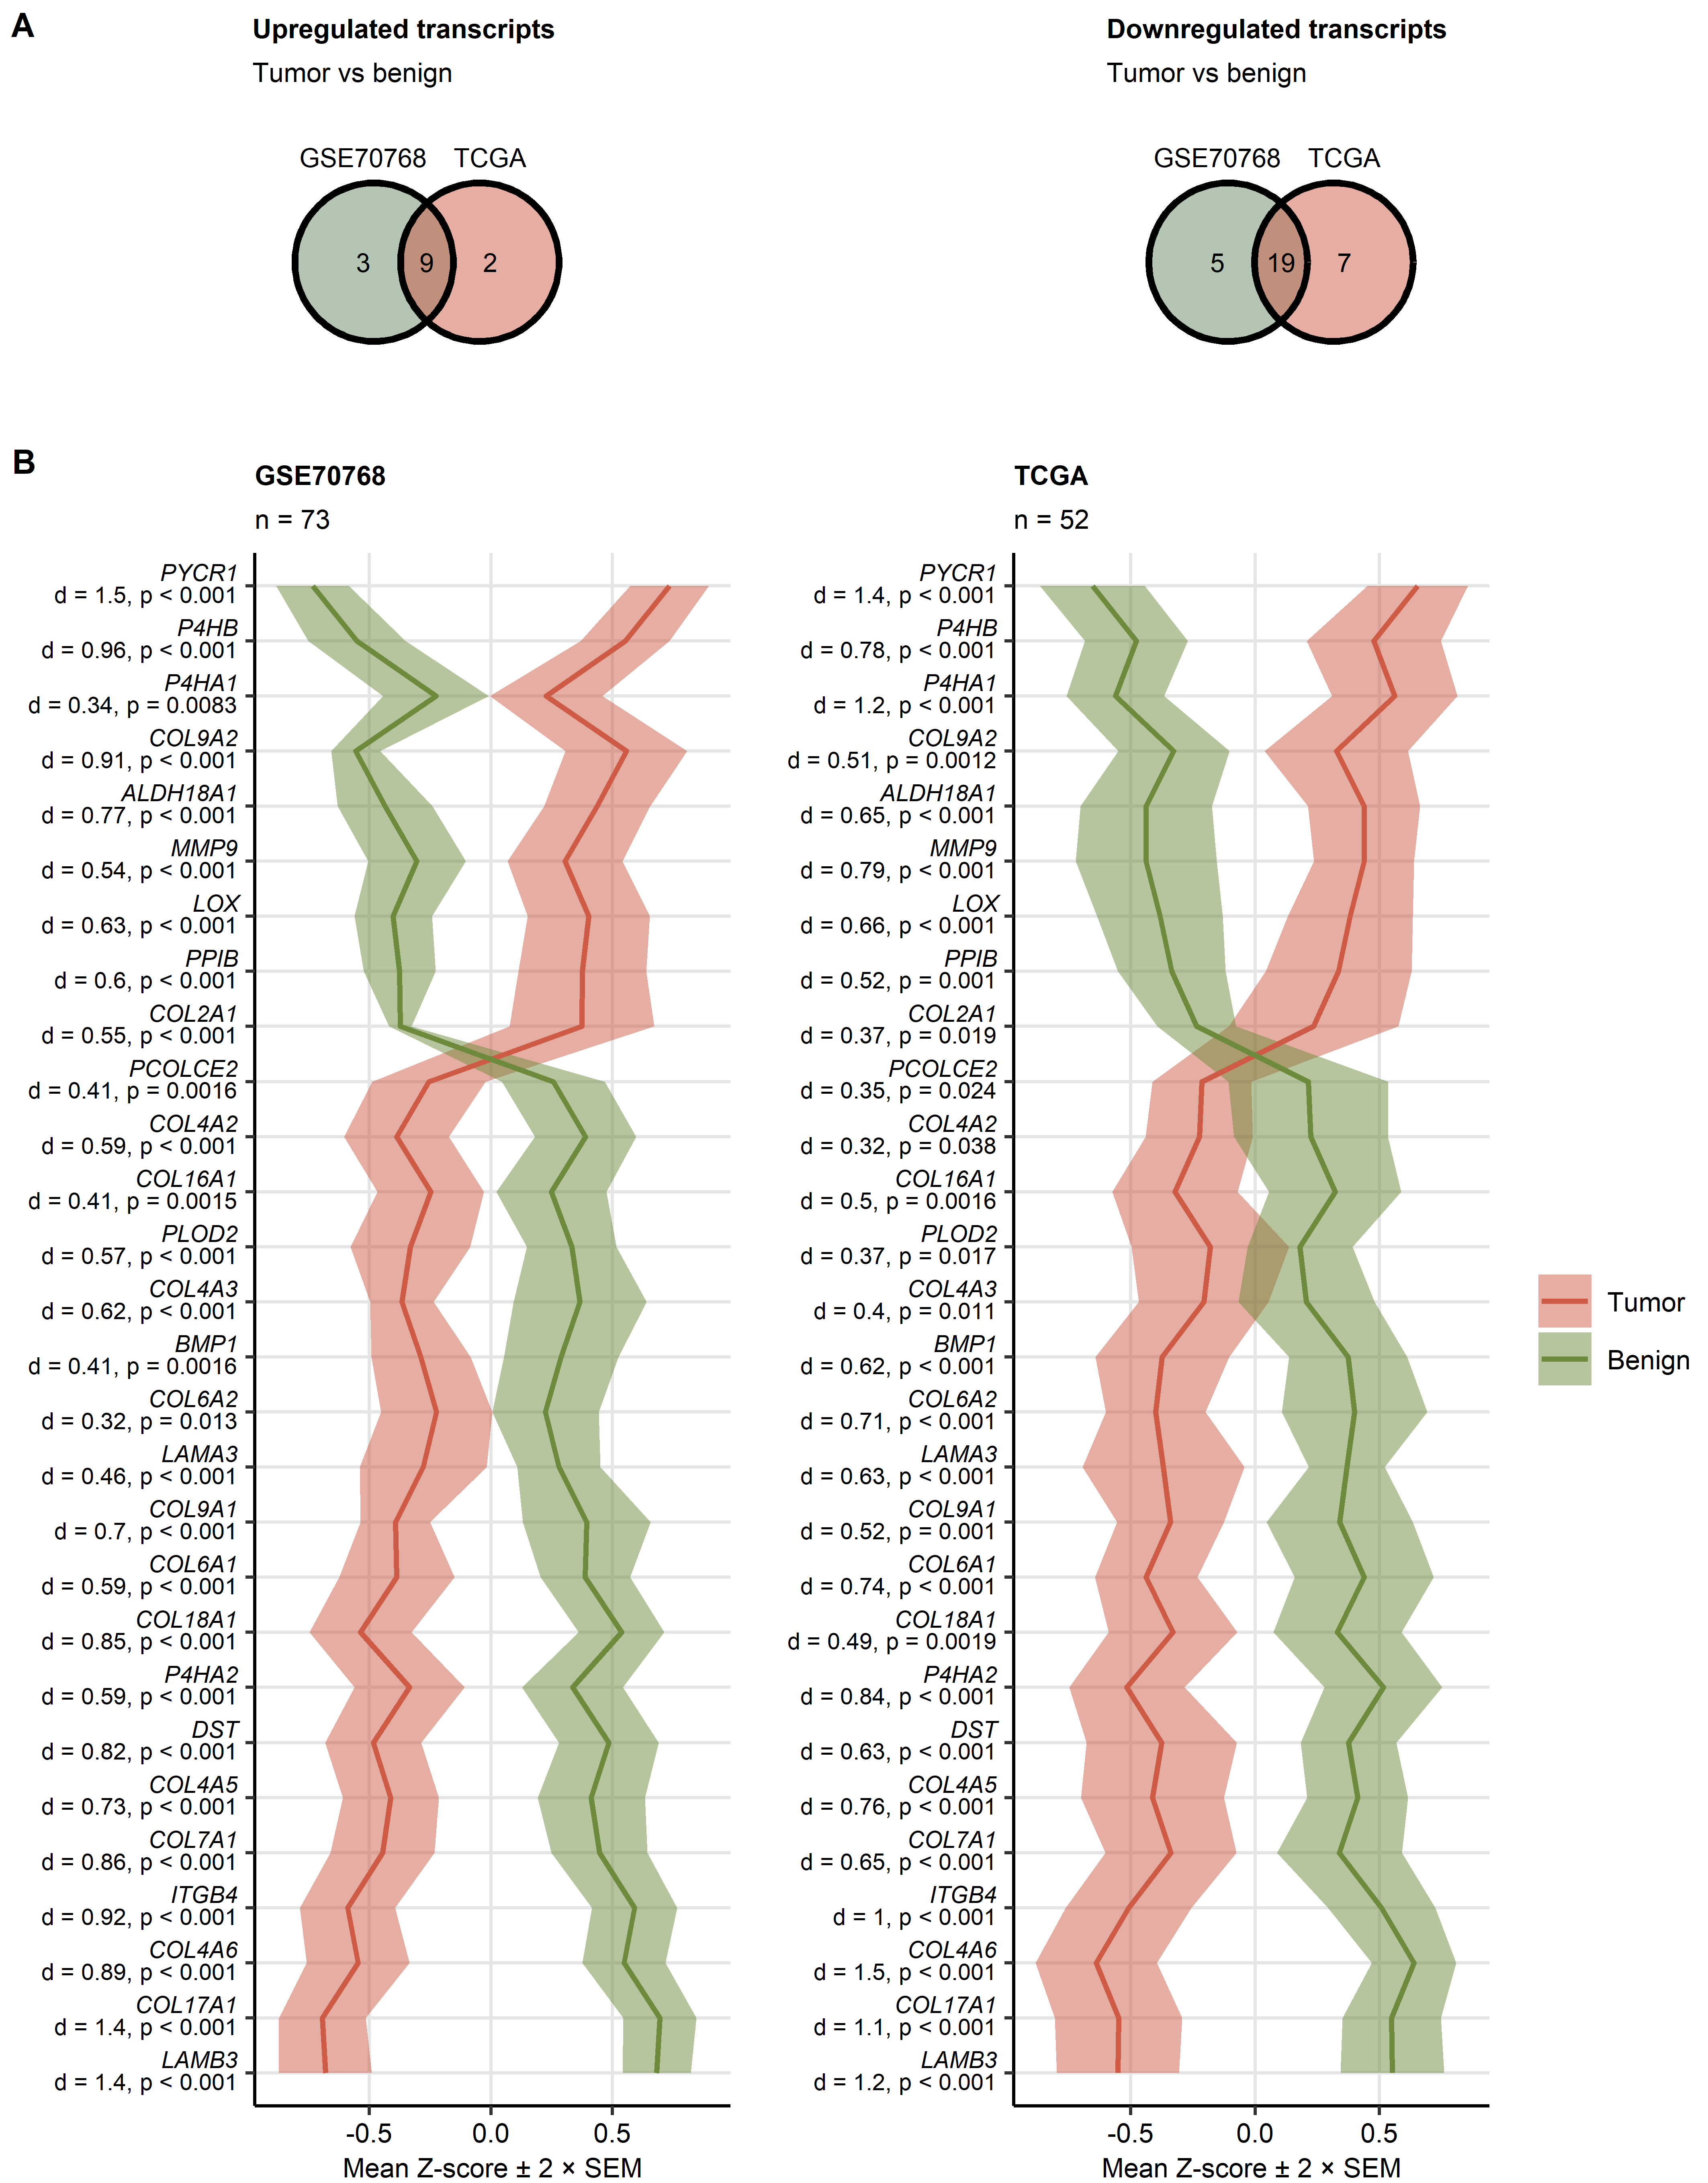 A
Upregulated transcripts
Tumor vs benign
GSE70768 TCGA
3 9 2
Downregulated transcripts
Tumor vs benign
GSE70768 TCGA
5 19 7
B
GSE70768
n = 73
PYCR1
d = 1.5, p < 0.001
P4HB
d = 0.96, p < 0.001
P4HA1
d = 0.34, p = 0.0083
COL9A2
d = 0.91, p < 0.001
ALDH18A1
d = 0.77, p < 0.001
MMP9
d = 0.54, p < 0.001
LOX
d = 0.63, p < 0.001
PPIB
d = 0.6, p < 0.001
COL2A1
d = 0.55, p < 0.001
PCOLCE2
d = 0.41, p = 0.0016
COL4A2
d = 0.59, p < 0.001
COL16A1
d = 0.41, p = 0.0015
PLOD2
d = 0.57, p < 0.001
COL4A3
d = 0.62, p < 0.001
BMP1
d = 0.41, p = 0.0016
COL6A2
d = 0.32, p = 0.013
LAMA3
d = 0.46, p < 0.001
COL9A1
d = 0.7, p < 0.001
COL6A1
d = 0.59, p < 0.001
COL18A1
d = 0.85, p < 0.001
P4HA2
d = 0.59, p < 0.001
DST
d = 0.82, p < 0.001
COL4A5
d = 0.73, p < 0.001
COL7A1
d = 0.86, p < 0.001
ITGB4
d = 0.92, p < 0.001
COL4A6
d = 0.89, p < 0.001
COL17A1
d = 1.4, p < 0.001
LAMB3
d = 1.4, p < 0.001
-0.5 0.0 0.5
Mean Z-score ± 2 × SEM
TCGA
n = 52
PYCR1
d = 1.4, p < 0.001
P4HB
d = 0.78, p < 0.001
P4HA1
d = 1.2, p < 0.001
COL9A2
d = 0.51, p = 0.0012
ALDH18A1
d = 0.65, p < 0.001
MMP9
d = 0.79, p < 0.001
LOX
d = 0.66, p < 0.001
PPIB
d = 0.52, p = 0.001
COL2A1
d = 0.37, p = 0.019
PCOLCE2
d = 0.35, p = 0.024
COL4A2
d = 0.32, p = 0.038
COL16A1
d = 0.5, p = 0.0016
PLOD2
d = 0.37, p = 0.017
COL4A3
d = 0.4, p = 0.011
BMP1
d = 0.62, p < 0.001
COL6A2
d = 0.71, p < 0.001
LAMA3
d = 0.63, p < 0.001
COL9A1
d = 0.52, p = 0.001
COL6A1
d = 0.74, p < 0.001
COL18A1
d = 0.49, p = 0.0019
P4HA2
d = 0.84, p < 0.001
DST
d = 0.63, p < 0.001
COL4A5
d = 0.76, p < 0.001
COL7A1
d = 0.65, p < 0.001
ITGB4
d = 1, p < 0.001
COL4A6
d = 1.5, p < 0.001
COL17A1
d = 1.1, p < 0.001
LAMB3
d = 1.2, p < 0.001
-0.5 0.0 0.5
Mean Z-score ± 2 × SEM
Tumor
Benign